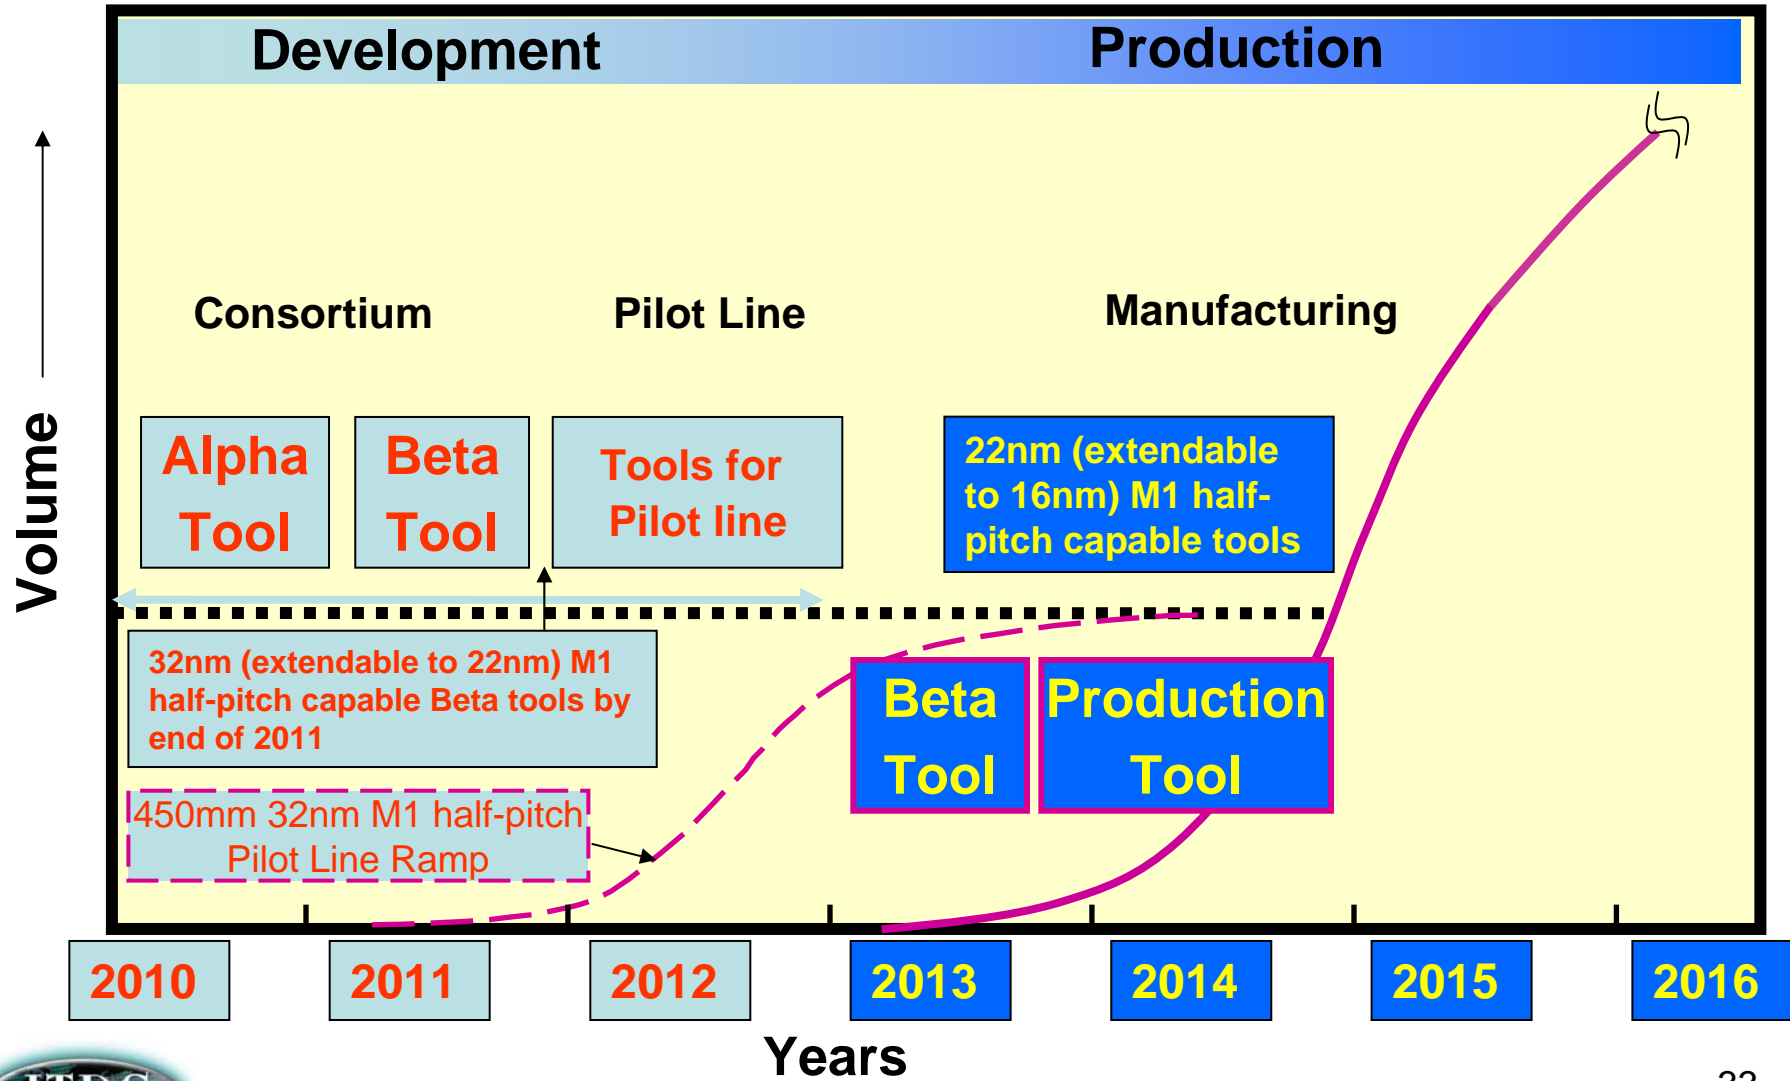 Development
Production
Consortium
Pilot Line
Manufacturing
Volume
Alpha
Tool
Beta
Tool
Tools for
Pilot line
22nm (extendable
to 16nm) M1 half-
pitch capable tools
32nm (extendable to 22nm) M1
half-pitch capable Beta tools by
end of 2011
Beta
Tool
Production
Tool
450mm 32nm M1 half-pitch
Pilot Line Ramp
2010
2011
2012
2013
2014
2015
2016
Years